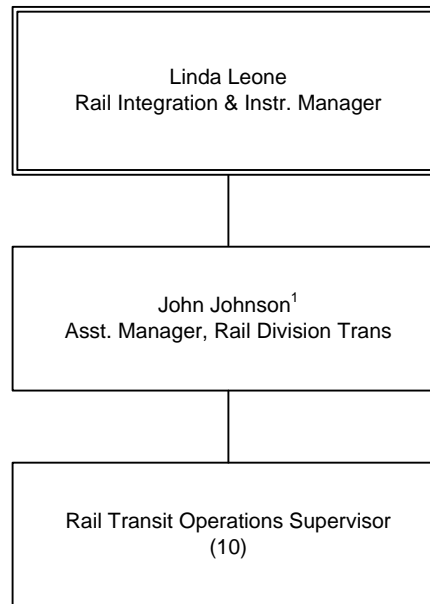 Linda Leone
Rail Integration & Instr. Manager
John Johnson¹
Asst. Manager, Rail Division Trans
Rail Transit Operations Supervisor
(10)